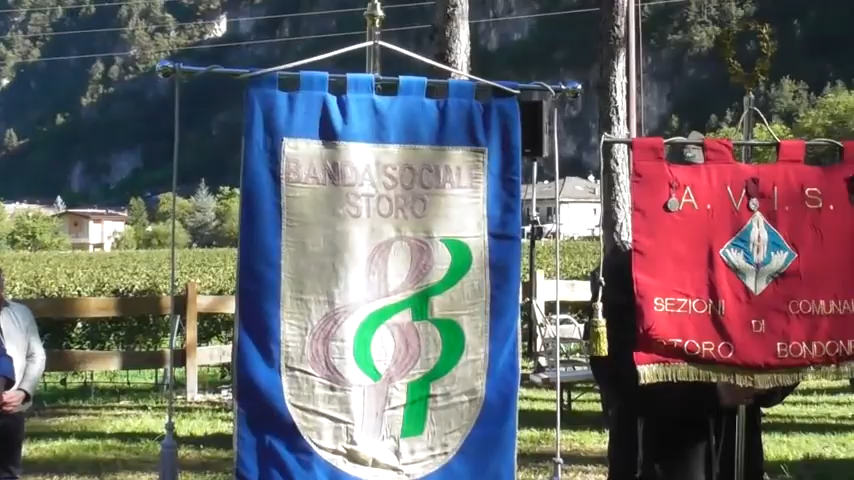 BANDA SOCIALE
STORO
A. V. I. S.
SEZIONI COMUNALI
DI
STORO BONDONE